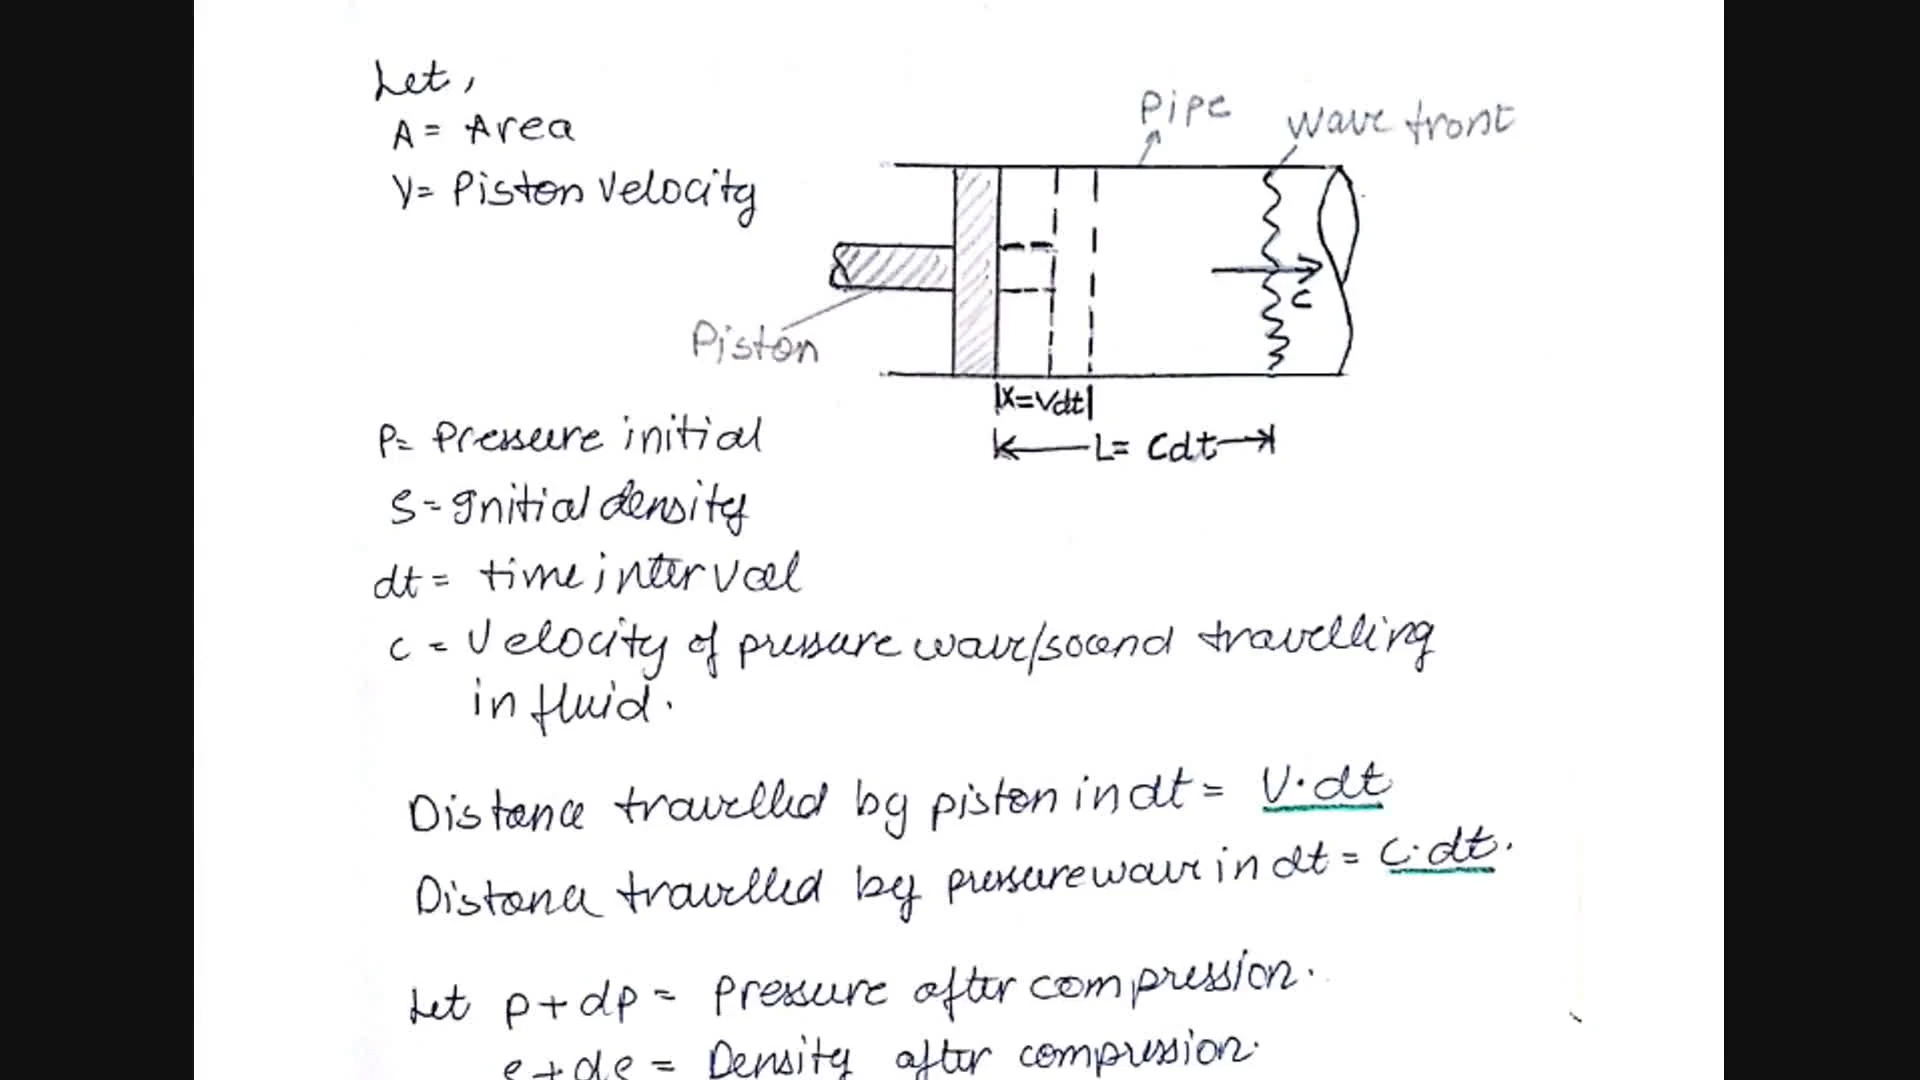 Let,
A = Area
V = Piston Velocity
Pipe
wave front
C
Piston
X=Vdt
L= Cdt
P= Pressure initial
S = Initial density
dt = time interval
C = Velocity of pressure wave/sound travelling
in fluid.
Distance travelled by piston in dt = V·dt
Distance travelled by pressure wave in dt = C·dt.
Let P+dp = Pressure after compression.
ρ+dρ = Density after compression.